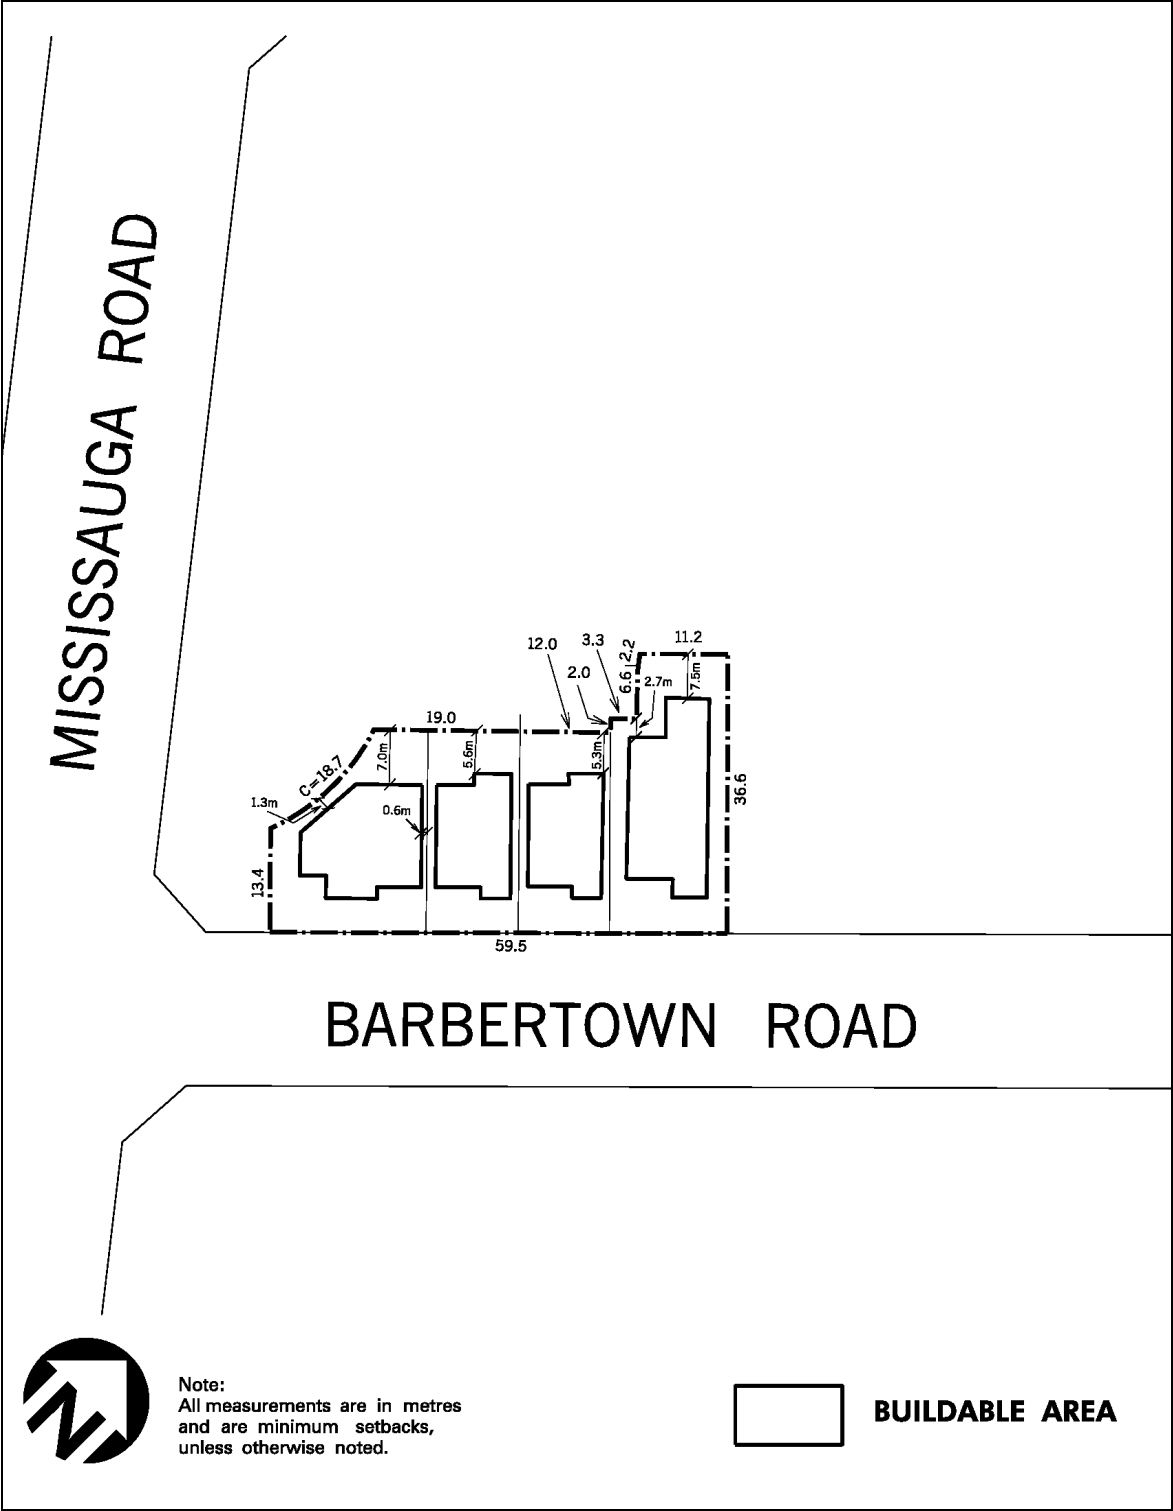 MISSISSAUGA ROAD
12.0
3.3
2.0
6.6
2.2
11.2
2.7m
7.5m
19.0
7.0m
5.6m
5.3m
C=18.7
1.3m
0.6m
36.6
13.4
59.5
BARBERTOWN ROAD
N
Note:
All measurements are in metres
and are minimum setbacks,
unless otherwise noted.
BUILDABLE AREA